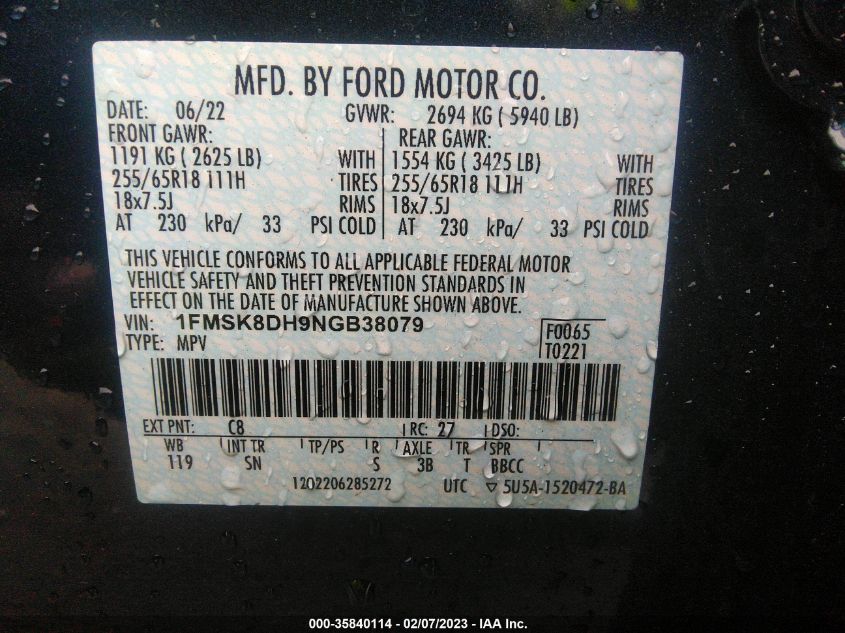 MFD. BY FORD MOTOR CO.
DATE: 06/22 GVWR: 2694 KG ( 5940 LB)
FRONT GAWR: REAR GAWR:
1191 KG ( 2625 LB) WITH 1554 KG ( 3425 LB) WITH
255/65R18 111H TIRES 255/65R18 111H TIRES
18x7.5J RIMS 18x7.5J RIMS
AT 230 kPa/ 33 PSI COLD AT 230 kPa/ 33 PSI COLD
THIS VEHICLE CONFORMS TO ALL APPLICABLE FEDERAL MOTOR
VEHICLE SAFETY AND THEFT PREVENTION STANDARDS IN
EFFECT ON THE DATE OF MANUFACTURE SHOWN ABOVE.
VIN: 1FMSK8DH9NGB38079 F0065
TYPE: MPV T0221
EXT PNT: C8 RC: 27 DSO:
WB INT TR TP/PS R AXLE TR SPR
119 SN S 3B T BBCC
1202206285272 UTC ▽ 5U5A-1520472-BA
000-35840114 - 02/07/2023 - IAA Inc.